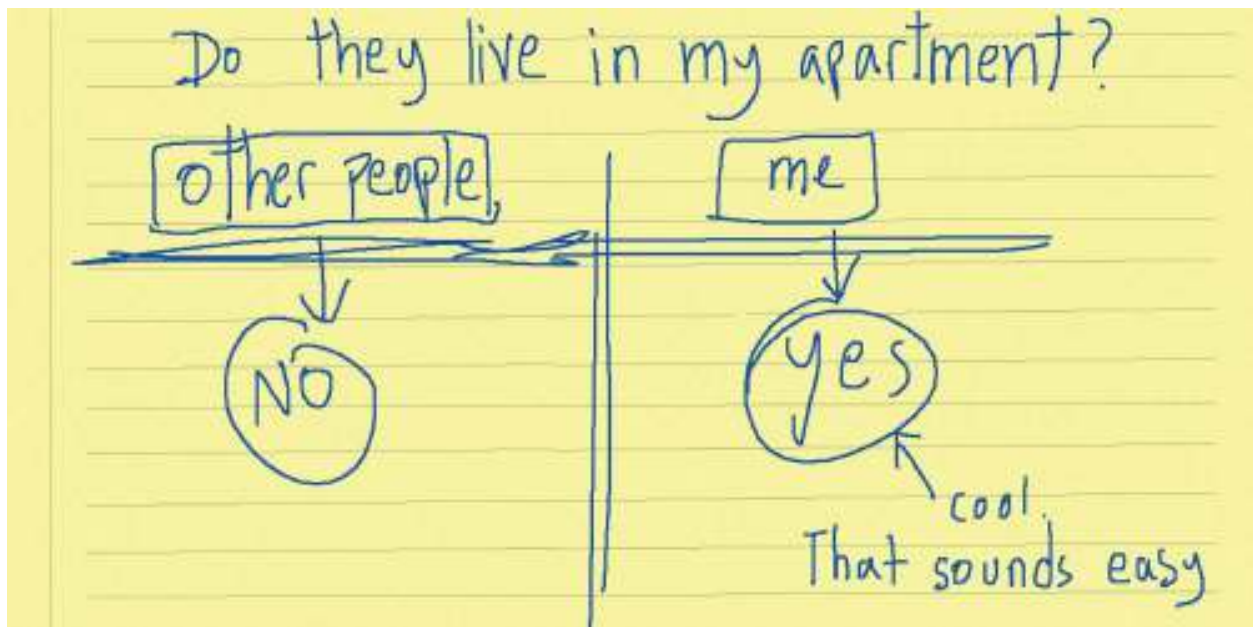 Do they live in my apartment?
other people
me
NO
yes
cool.
That sounds easy